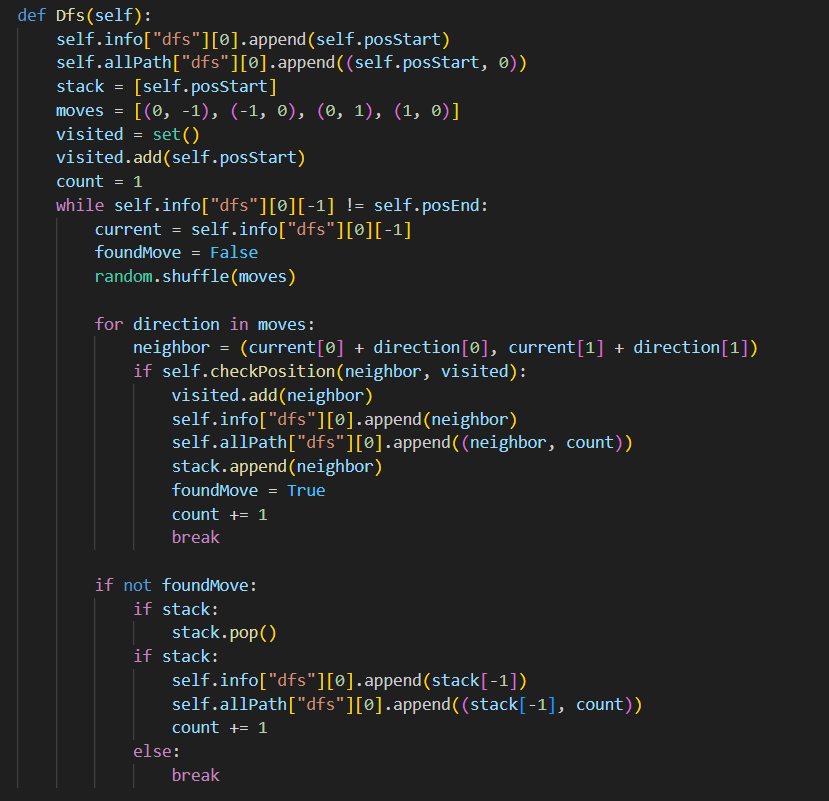 def Dfs(self):
    self.info["dfs"][0].append(self.posStart)
    self.allPath["dfs"][0].append((self.posStart, 0))
    stack = [self.posStart]
    moves = [(0, -1), (-1, 0), (0, 1), (1, 0)]
    visited = set()
    visited.add(self.posStart)
    count = 1
    while self.info["dfs"][0][-1] != self.posEnd:
        current = self.info["dfs"][0][-1]
        foundMove = False
        random.shuffle(moves)

        for direction in moves:
            neighbor = (current[0] + direction[0], current[1] + direction[1])
            if self.checkPosition(neighbor, visited):
                visited.add(neighbor)
                self.info["dfs"][0].append(neighbor)
                self.allPath["dfs"][0].append((neighbor, count))
                stack.append(neighbor)
                foundMove = True
                count += 1
                break

        if not foundMove:
            if stack:
                stack.pop()
            if stack:
                self.info["dfs"][0].append(stack[-1])
                self.allPath["dfs"][0].append((stack[-1], count))
                count += 1
            else:
                break